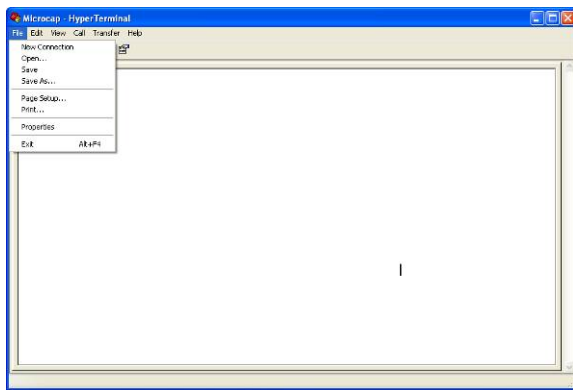 Microcap - HyperTerminal
File Edit View Call Transfer Help
New Connection
Open...
Save
Save As...
Page Setup...
Print...
Properties
Exit Alt+F4